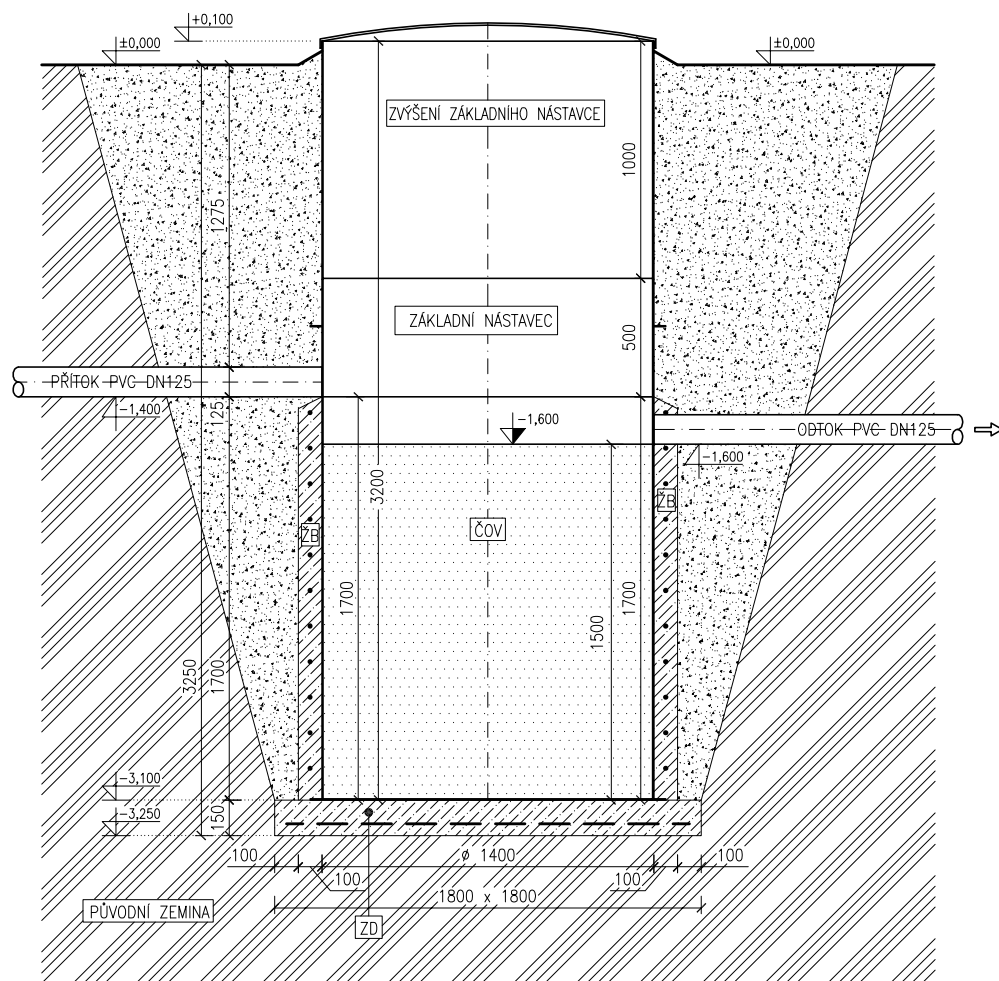 +0,100
±0,000
±0,000
ZVÝŠENÍ ZÁKLADNÍHO NÁSTAVCE
1000
1275
ZÁKLADNÍ NÁSTAVEC
500
PŘÍTOK PVC DN125
125
-1,400
-1,600
ODTOK PVC DN125
-1,600
3200
ŽB
ŽB
ČOV
1700
1700
1500
3250
1700
-3,100
150
-3,250
100
ø 1400
100
100
100
1800 x 1800
PŮVODNÍ ZEMINA
ZD